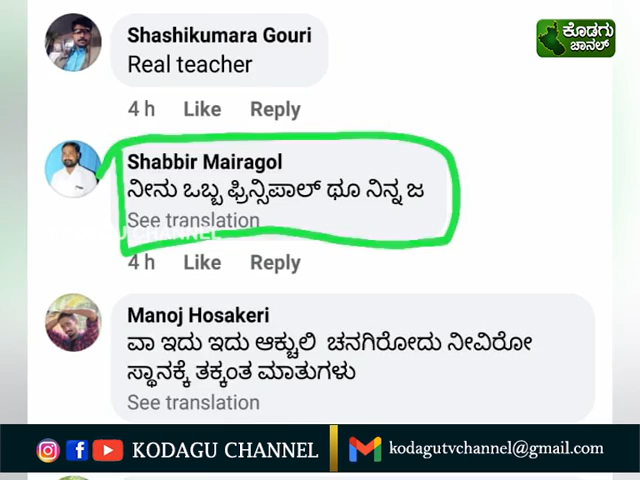 Shashikumara Gouri
ಕೊಡಗು
ಚಾನಲ್
Real teacher
4 h Like Reply
Shabbir Mairagol
ನೀನು ಒಬ್ಬ ಫ್ರಿನ್ಸಿಪಾಲ್ ಥೂ ನಿನ್ನ ಜ
See translation
U CHANNEL
4 h Like Reply
Manoj Hosakeri
ವಾ ಇದು ಇದು ಆಕ್ಚುಲಿ ಚನಗಿರೋದು ನೀವಿರೋ
ಸ್ಥಾನಕ್ಕೆ ತಕ್ಕಂತ ಮಾತುಗಳು
See translation
KODAGU CHANNEL kodagutvchannel@gmail.com